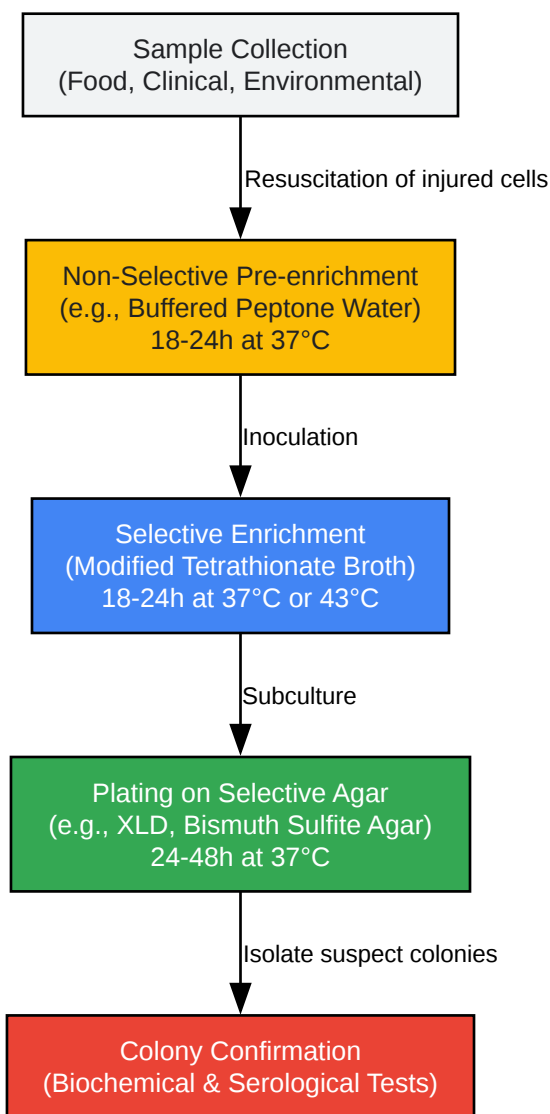 Sample Collection
(Food, Clinical, Environmental)
Resuscitation of injured cells
Non-Selective Pre-enrichment
(e.g., Buffered Peptone Water)
18-24h at 37°C
Inoculation
Selective Enrichment
(Modified Tetrathionate Broth)
18-24h at 37°C or 43°C
Subculture
Plating on Selective Agar
(e.g., XLD, Bismuth Sulfite Agar)
24-48h at 37°C
Isolate suspect colonies
Colony Confirmation
(Biochemical & Serological Tests)